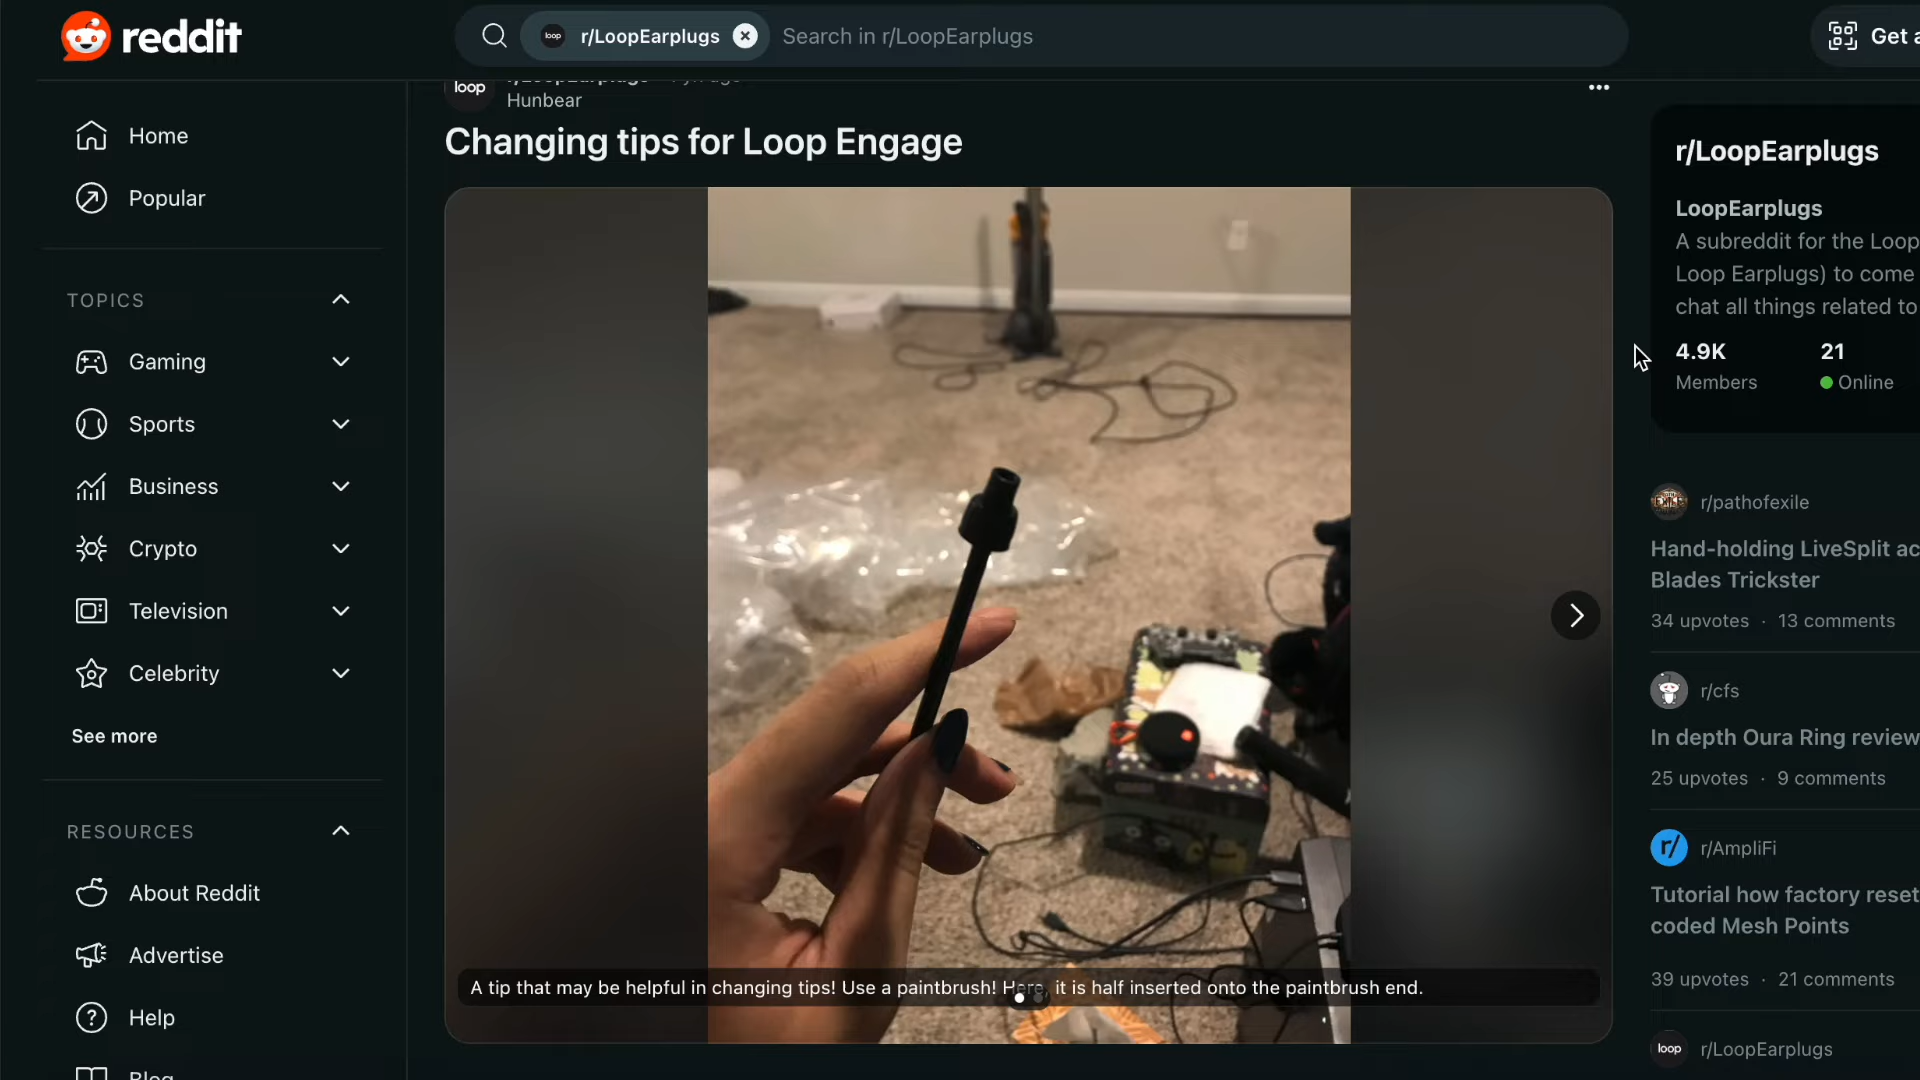 reddit
loop
r/LoopEarplugs
Search in r/LoopEarplugs
Get a
loop
Hunbear
Changing tips for Loop Engage
Home
Popular
TOPICS
Gaming
Sports
Business
Crypto
Television
Celebrity
See more
RESOURCES
About Reddit
Advertise
Help
Blog
A tip that may be helpful in changing tips! Use a paintbrush! Here, it is half inserted onto the paintbrush end.
r/LoopEarplugs
LoopEarplugs
A subreddit for the Loop
Loop Earplugs) to come
chat all things related to
4.9K 21
Members Online
r/pathofexile
Hand-holding LiveSplit ac
Blades Trickster
34 upvotes · 13 comments
r/cfs
In depth Oura Ring review
25 upvotes · 9 comments
r/
r/AmpliFi
Tutorial how factory reset
coded Mesh Points
39 upvotes · 21 comments
loop
r/LoopEarplugs